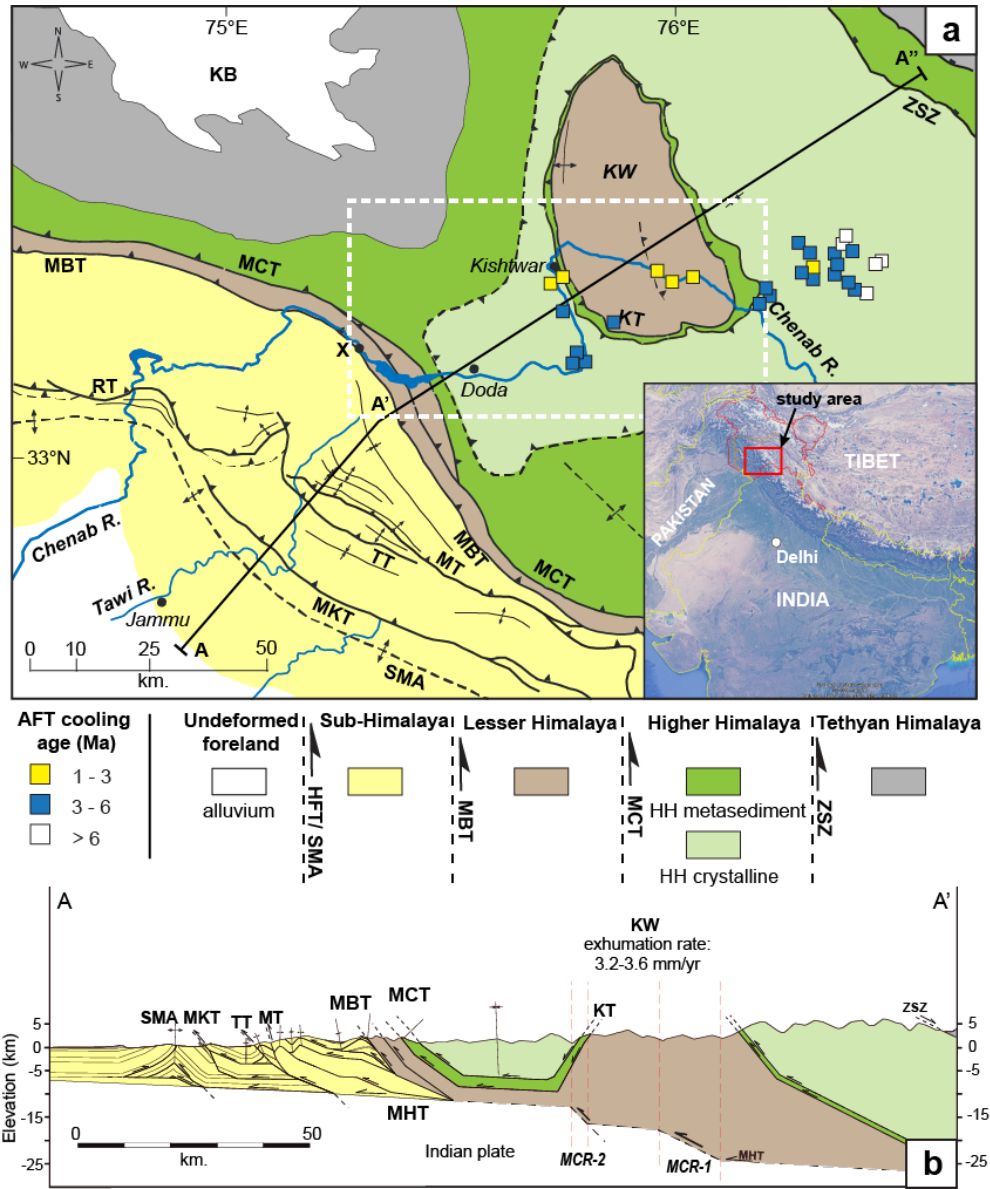 75°E
76°E
a
N
W
E
S
KB
A''
ZSZ
KW
MBT
MCT
Kishtwar
KT
Chenab R.
X
RT
A'
Doda
33°N
study area
TIBET
PAKISTAN
Delhi
INDIA
Chenab R.
Tawi R.
Jammu
TT
MT
MBT
MCT
MKT
SMA
A
0 10 25 50
km.
AFT cooling
age (Ma)
1 - 3
3 - 6
> 6
Undeformed
foreland
alluvium
HFT/ SMA
Sub-Himalaya
MBT
Lesser Himalaya
MCT
Higher Himalaya
HH metasediment
HH crystalline
ZSZ
Tethyan Himalaya
A
A'
KW
exhumation rate:
3.2-3.6 mm/yr
SMA MKT TT MT MBT MCT
KT
ZSZ
Elevation (km)
5
0
-5
-15
-25
5
0
-5
-15
-25
MHT
0 50
km.
Indian plate
MCR-2
MCR-1
MHT
b